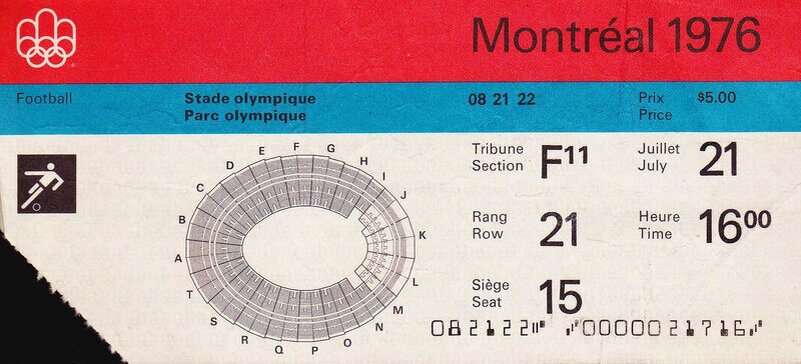 Montréal 1976
Football
Stade olympique
Parc olympique
08 21 22
Prix
Price
$5.00
Tribune
Section
F11
Juillet
July
21
Rang
Row
21
Heure
Time
1600
Siège
Seat
15
A
B
C
D
E
F
G
H
I
J
K
L
M
N
O
P
Q
R
S
T
082122 0000021716